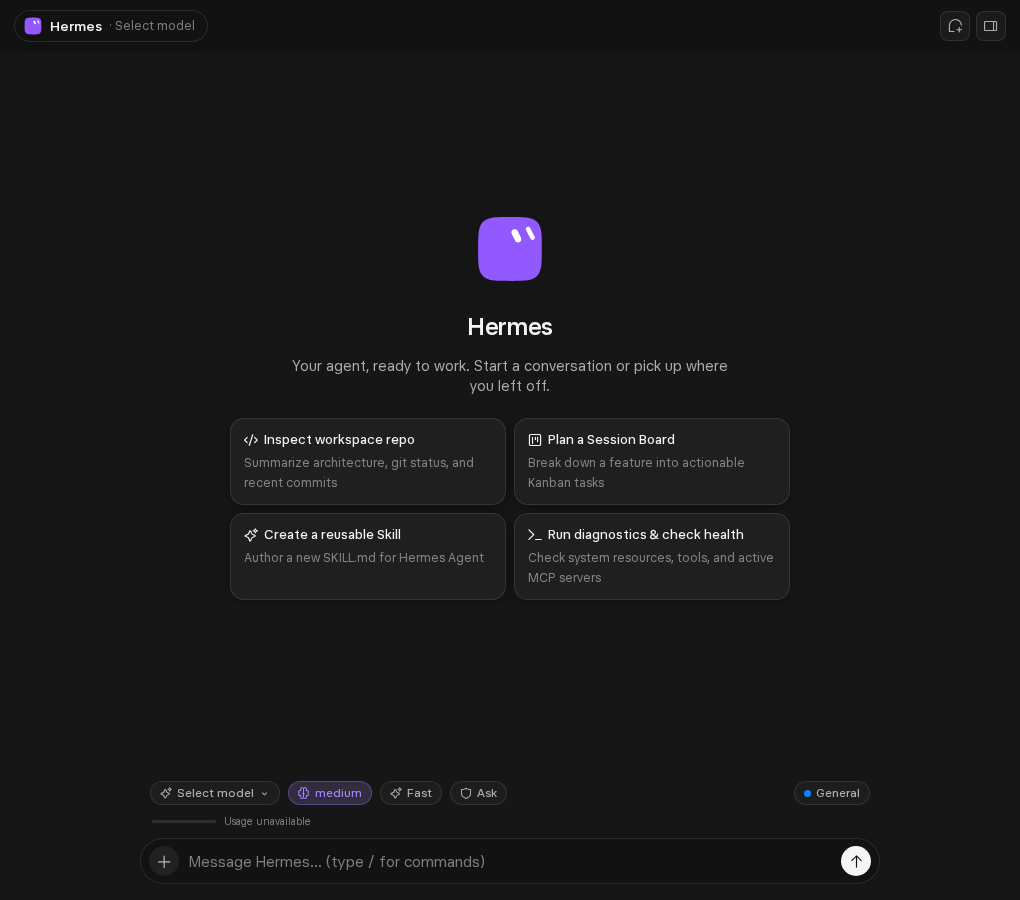 Hermes · Select model
Hermes
Your agent, ready to work. Start a conversation or pick up where
you left off.
Inspect workspace repo
Summarize architecture, git status, and
recent commits
Plan a Session Board
Break down a feature into actionable
Kanban tasks
Create a reusable Skill
Author a new SKILL.md for Hermes Agent
Run diagnostics & check health
Check system resources, tools, and active
MCP servers
Select model
medium
Fast
Ask
General
Usage unavailable
Message Hermes... (type / for commands)